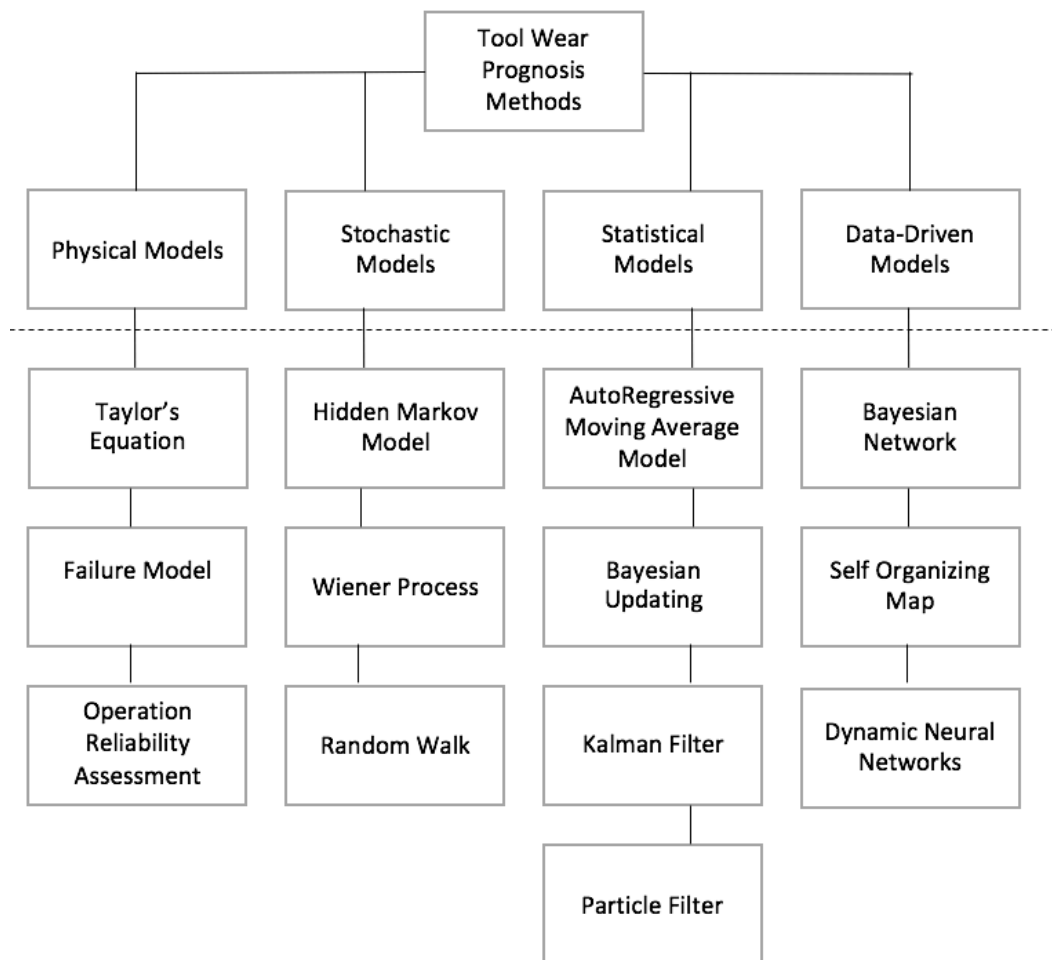 Tool Wear
Prognosis
Methods
Physical Models
Stochastic
Models
Statistical
Models
Data-Driven
Models
Taylor's
Equation
Hidden Markov
Model
AutoRegressive
Moving Average
Model
Bayesian
Network
Failure Model
Wiener Process
Bayesian
Updating
Self Organizing
Map
Operation
Reliability
Assessment
Random Walk
Kalman Filter
Dynamic Neural
Networks
Particle Filter